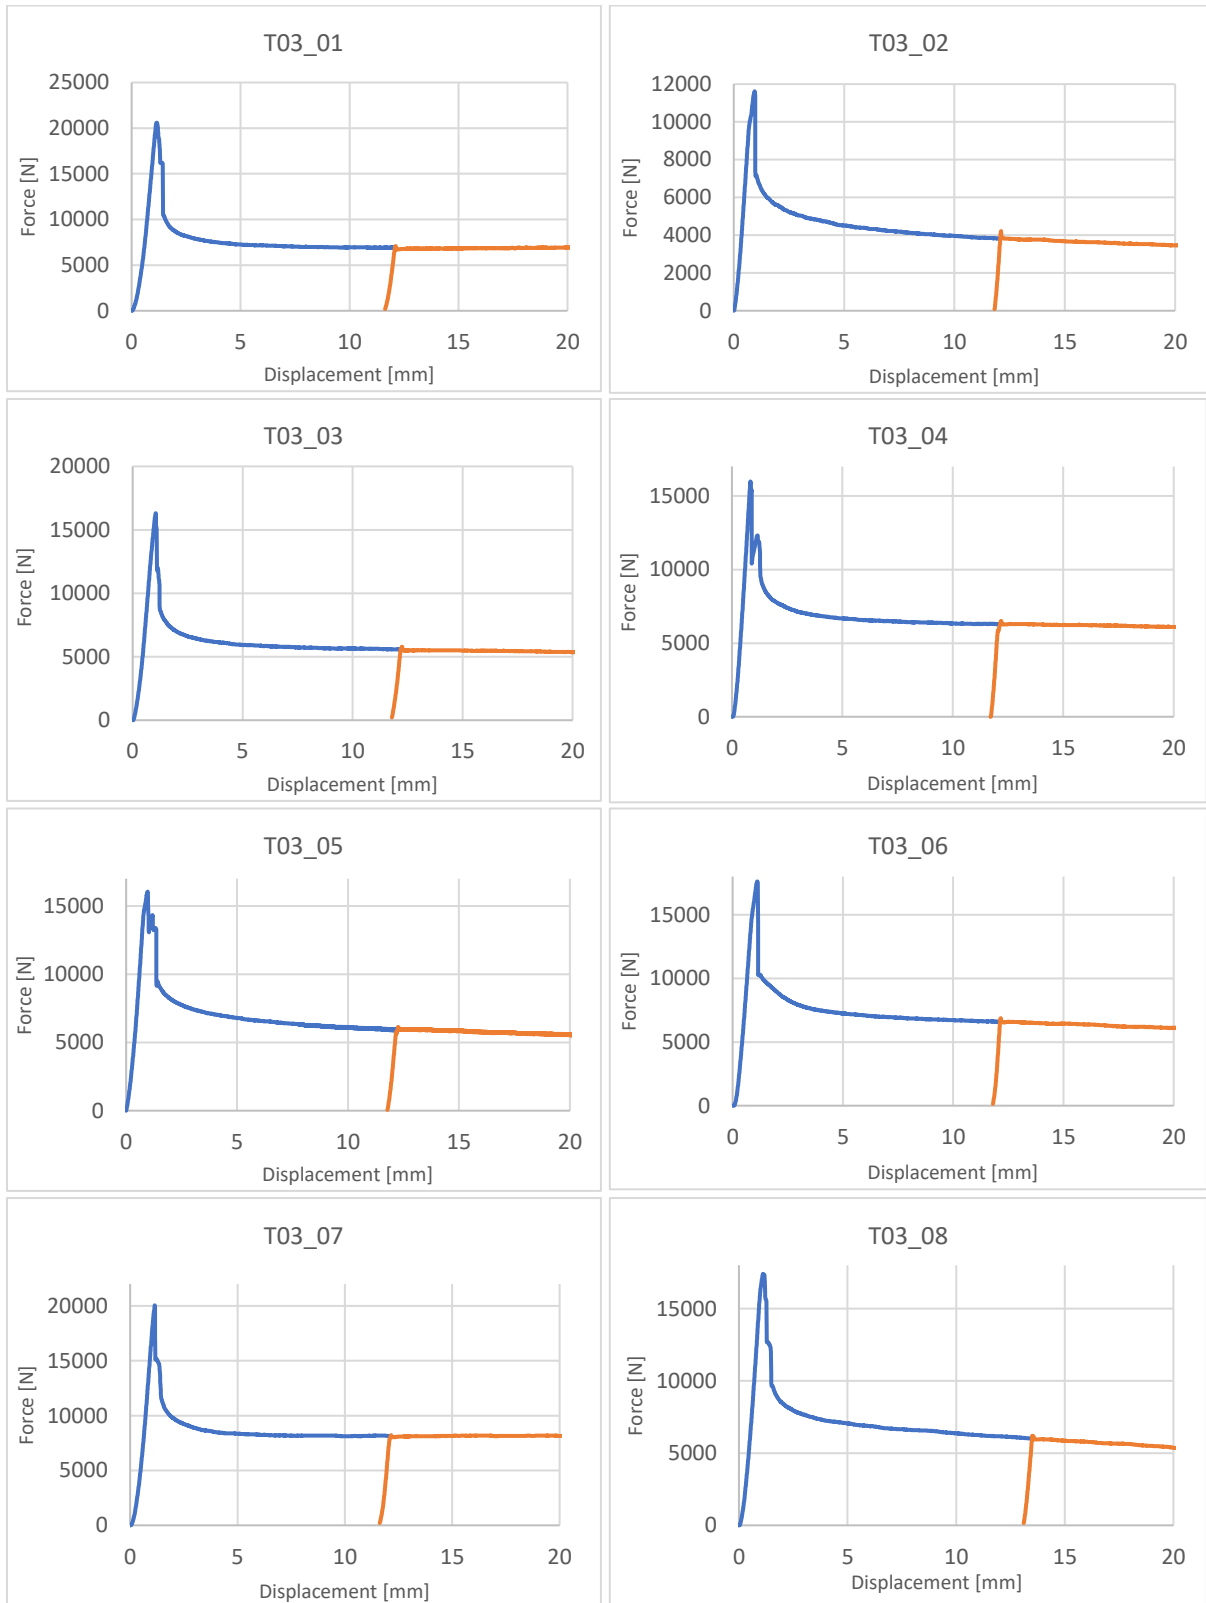 T03_01
25000
20000
15000
10000
5000
0
0 5 10 15 20
Force [N]
Displacement [mm]
T03_02
12000
10000
8000
6000
4000
2000
0
0 5 10 15 20
Force [N]
Displacement [mm]
T03_03
20000
15000
10000
5000
0
0 5 10 15 20
Force [N]
Displacement [mm]
T03_04
15000
10000
5000
0
0 5 10 15 20
Force [N]
Displacement [mm]
T03_05
15000
10000
5000
0
0 5 10 15 20
Force [N]
Displacement [mm]
T03_06
15000
10000
5000
0
0 5 10 15 20
Force [N]
Displacement [mm]
T03_07
20000
15000
10000
5000
0
0 5 10 15 20
Force [N]
Displacement [mm]
T03_08
15000
10000
5000
0
0 5 10 15 20
Force [N]
Displacement [mm]